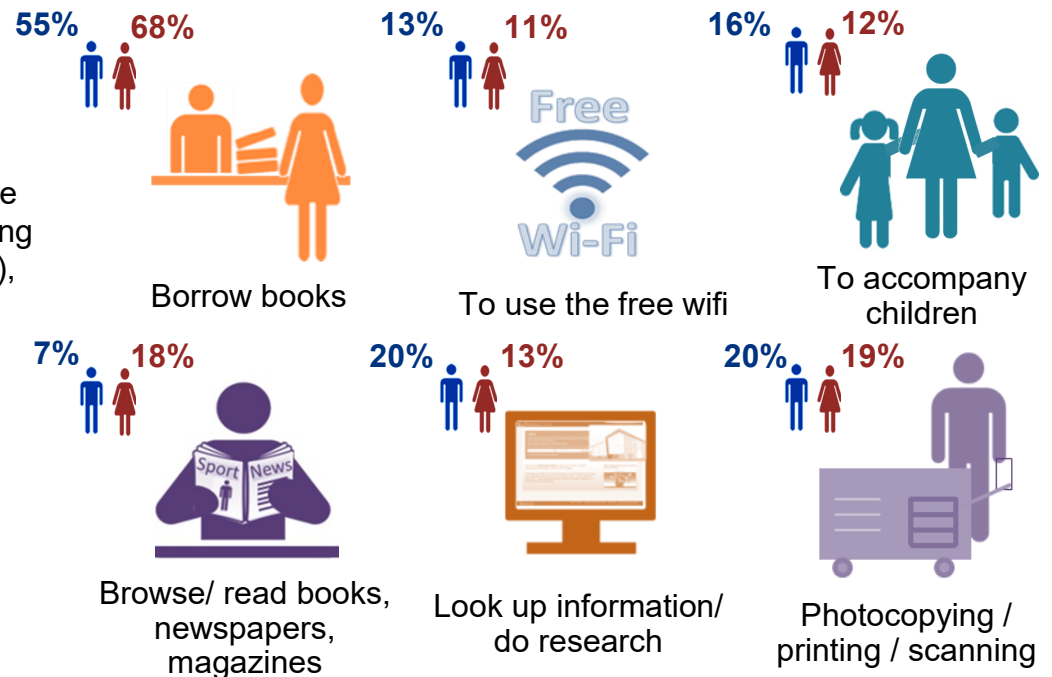 55% 68%
13% 11%
16% 12%
Free
Wi-Fi
e
ng
),
Borrow books
To use the free wifi
To accompany
children
7% 18%
20% 13%
20% 19%
Sport News
Browse/ read books,
newspapers,
magazines
Look up information/
do research
Photocopying /
printing / scanning